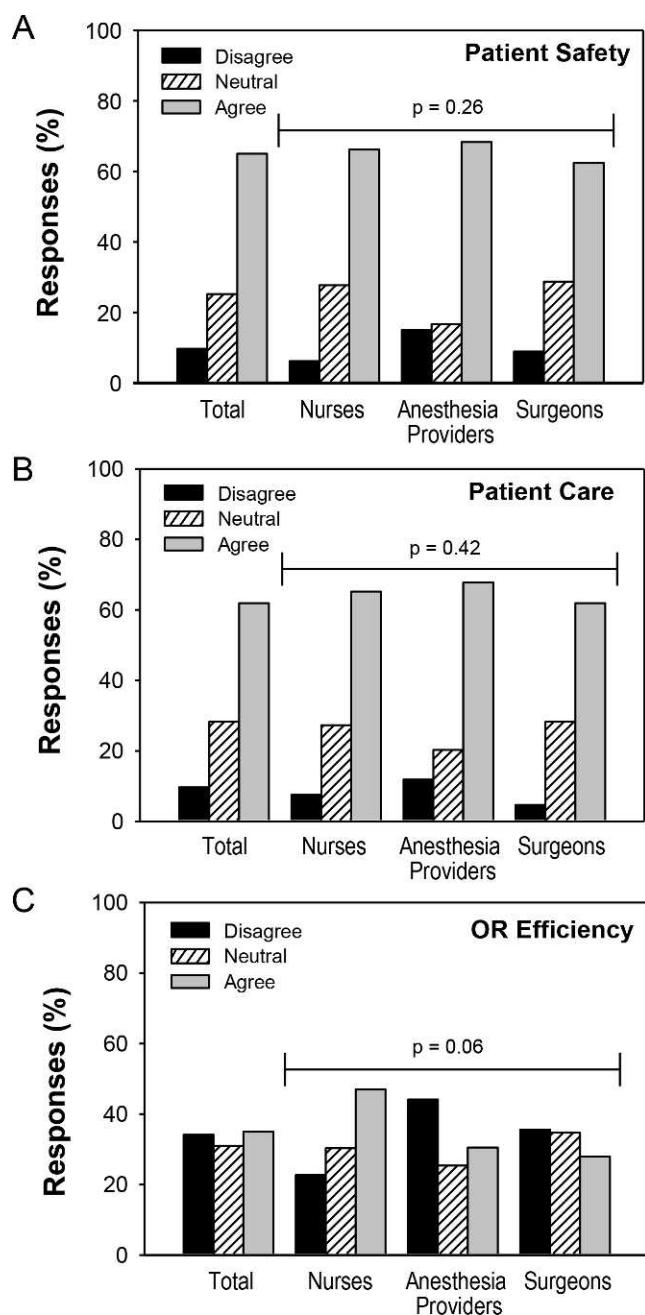 A
100
Disagree
Patient Safety
Neutral
80
Agree
p = 0.26
60
40
20
0
Responses (%)
Total
Nurses
Anesthesia
Providers
Surgeons
B
100
Disagree
Patient Care
Neutral
80
Agree
p = 0.42
60
40
20
0
Responses (%)
Total
Nurses
Anesthesia
Providers
Surgeons
C
100
Disagree
OR Efficiency
Neutral
80
Agree
60
p = 0.06
40
20
0
Responses (%)
Total
Nurses
Anesthesia
Providers
Surgeons